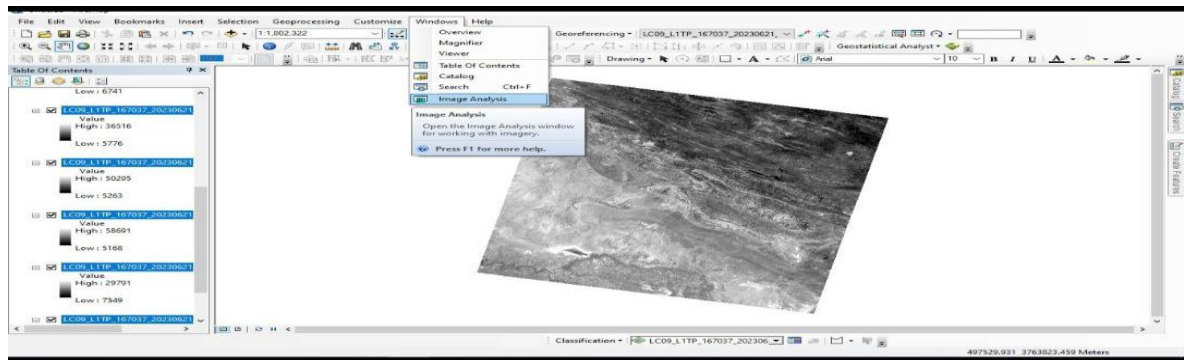 File Edit View Bookmarks Insert Selection Geoprocessing Customize Windows Help
1:1,802,322
Georeferencing LC09_L1TP_167037_20230621_
Geostatistical Analyst
Drawing Arial 10 B I U A
Overview
Magnifier
Viewer
Table Of Contents
Catalog
Search Ctrl+F
Image Analysis
Image Analysis
Open the Image Analysis window
for working with imagery.
Press F1 for more help.
Table Of Contents
Low : 6741
LC09_L1TP_167037_20230621
Value
High : 36516
Low : 5776
LC09_L1TP_167037_20230621
Value
High : 50295
Low : 5263
LC09_L1TP_167037_20230621
Value
High : 58691
Low : 5168
LC09_L1TP_167037_20230621
Value
High : 29791
Low : 7549
LC09_L1TP_167037_20230621
Catalog
Search
Create Features
Classification LC09_L1TP_167037_202306
497529.931 3763823.459 Meters